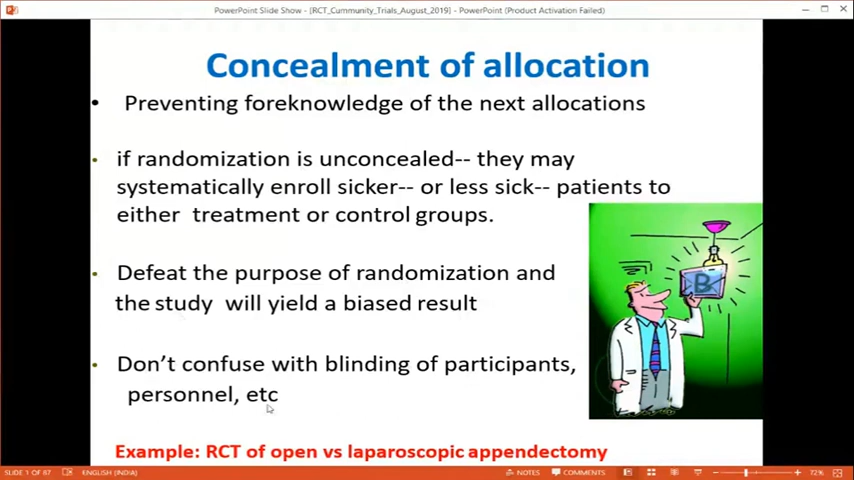 PowerPoint Slide Show - [RCT_Cummunity_Trials_August_2019] - PowerPoint (Product Activation Failed)
Concealment of allocation
• Preventing foreknowledge of the next allocations
• if randomization is unconcealed-- they may
systematically enroll sicker-- or less sick-- patients to
either treatment or control groups.
• Defeat the purpose of randomization and
the study will yield a biased result
• Don't confuse with blinding of participants,
personnel, etc
B
Example: RCT of open vs laparoscopic appendectomy
SLIDE 1 OF 87 ENGLISH (INDIA) NOTES COMMENTS 72%